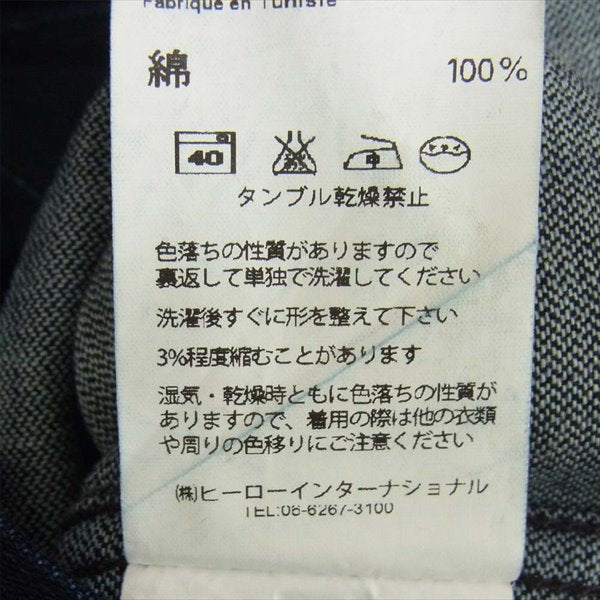 Fabriqué en Tunisie
綿 100%
40 中 ドライ
タンブル乾燥禁止
色落ちの性質がありますので
裏返して単独で洗濯してください
洗濯後すぐに形を整えて下さい
3%程度縮むことがあります
湿気・乾燥時ともに色落ちの性質が
ありますので、着用の際は他の衣類
や周りの色移りにご注意ください
㈱ヒーローインターナショナル
TEL:06-6267-3100